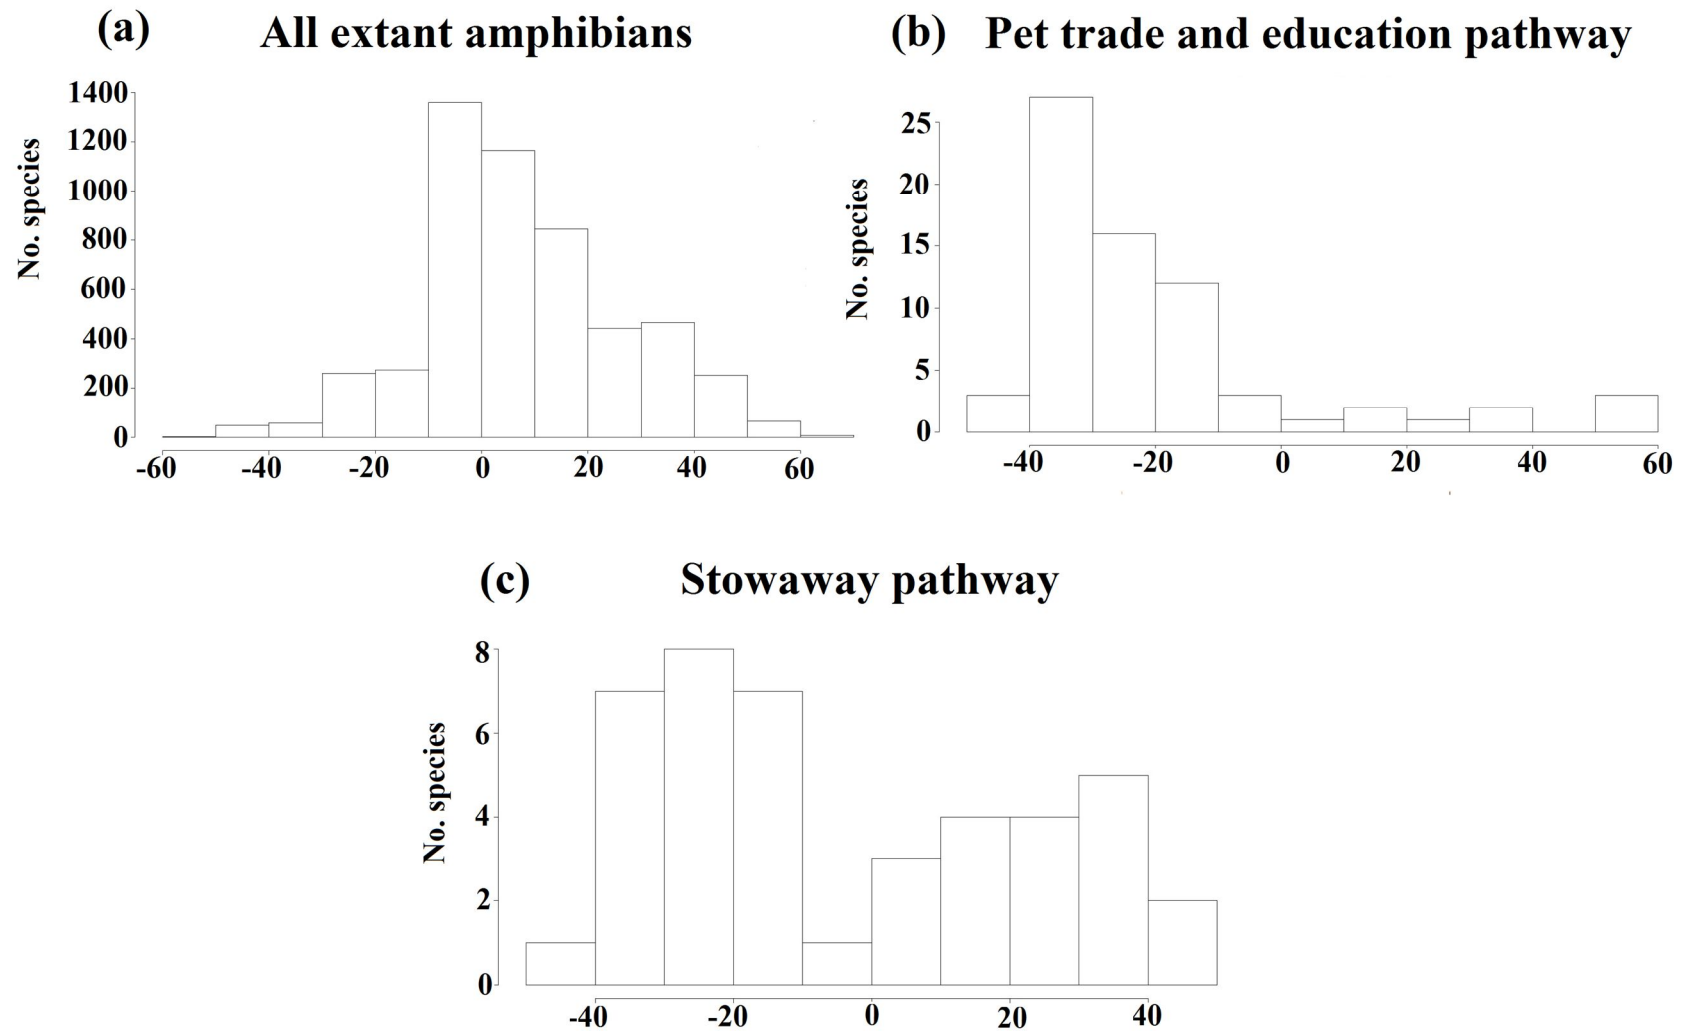 (a) All extant amphibians
No. species
1400
1200
1000
800
600
400
200
0
-60 -40 -20 0 20 40 60
(b) Pet trade and education pathway
No. species
25
20
15
10
5
0
-40 -20 0 20 40 60
(c) Stowaway pathway
No. species
8
6
4
2
0
-40 -20 0 20 40